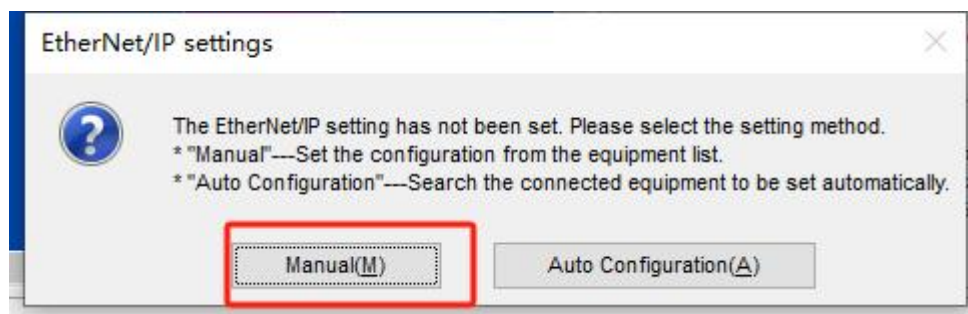 EtherNet/IP settings
The EtherNet/IP setting has not been set. Please select the setting method.
* "Manual"---Set the configuration from the equipment list.
* "Auto Configuration"---Search the connected equipment to be set automatically.
Manual(M) Auto Configuration(A)